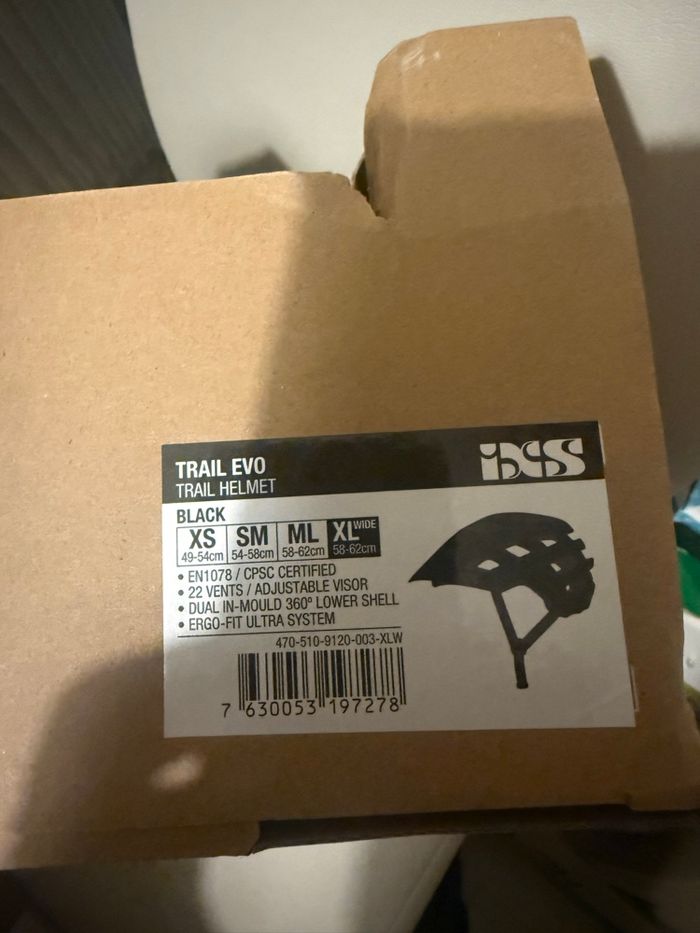 TRAIL EVO
TRAIL HELMET
iXS
BLACK
XS SM ML XL WIDE
49-54cm 54-58cm 58-62cm 58-62cm
• EN1078 / CPSC CERTIFIED
• 22 VENTS / ADJUSTABLE VISOR
• DUAL IN-MOULD 360° LOWER SHELL
• ERGO-FIT ULTRA SYSTEM
470-510-9120-003-XLW
7 630053 197278